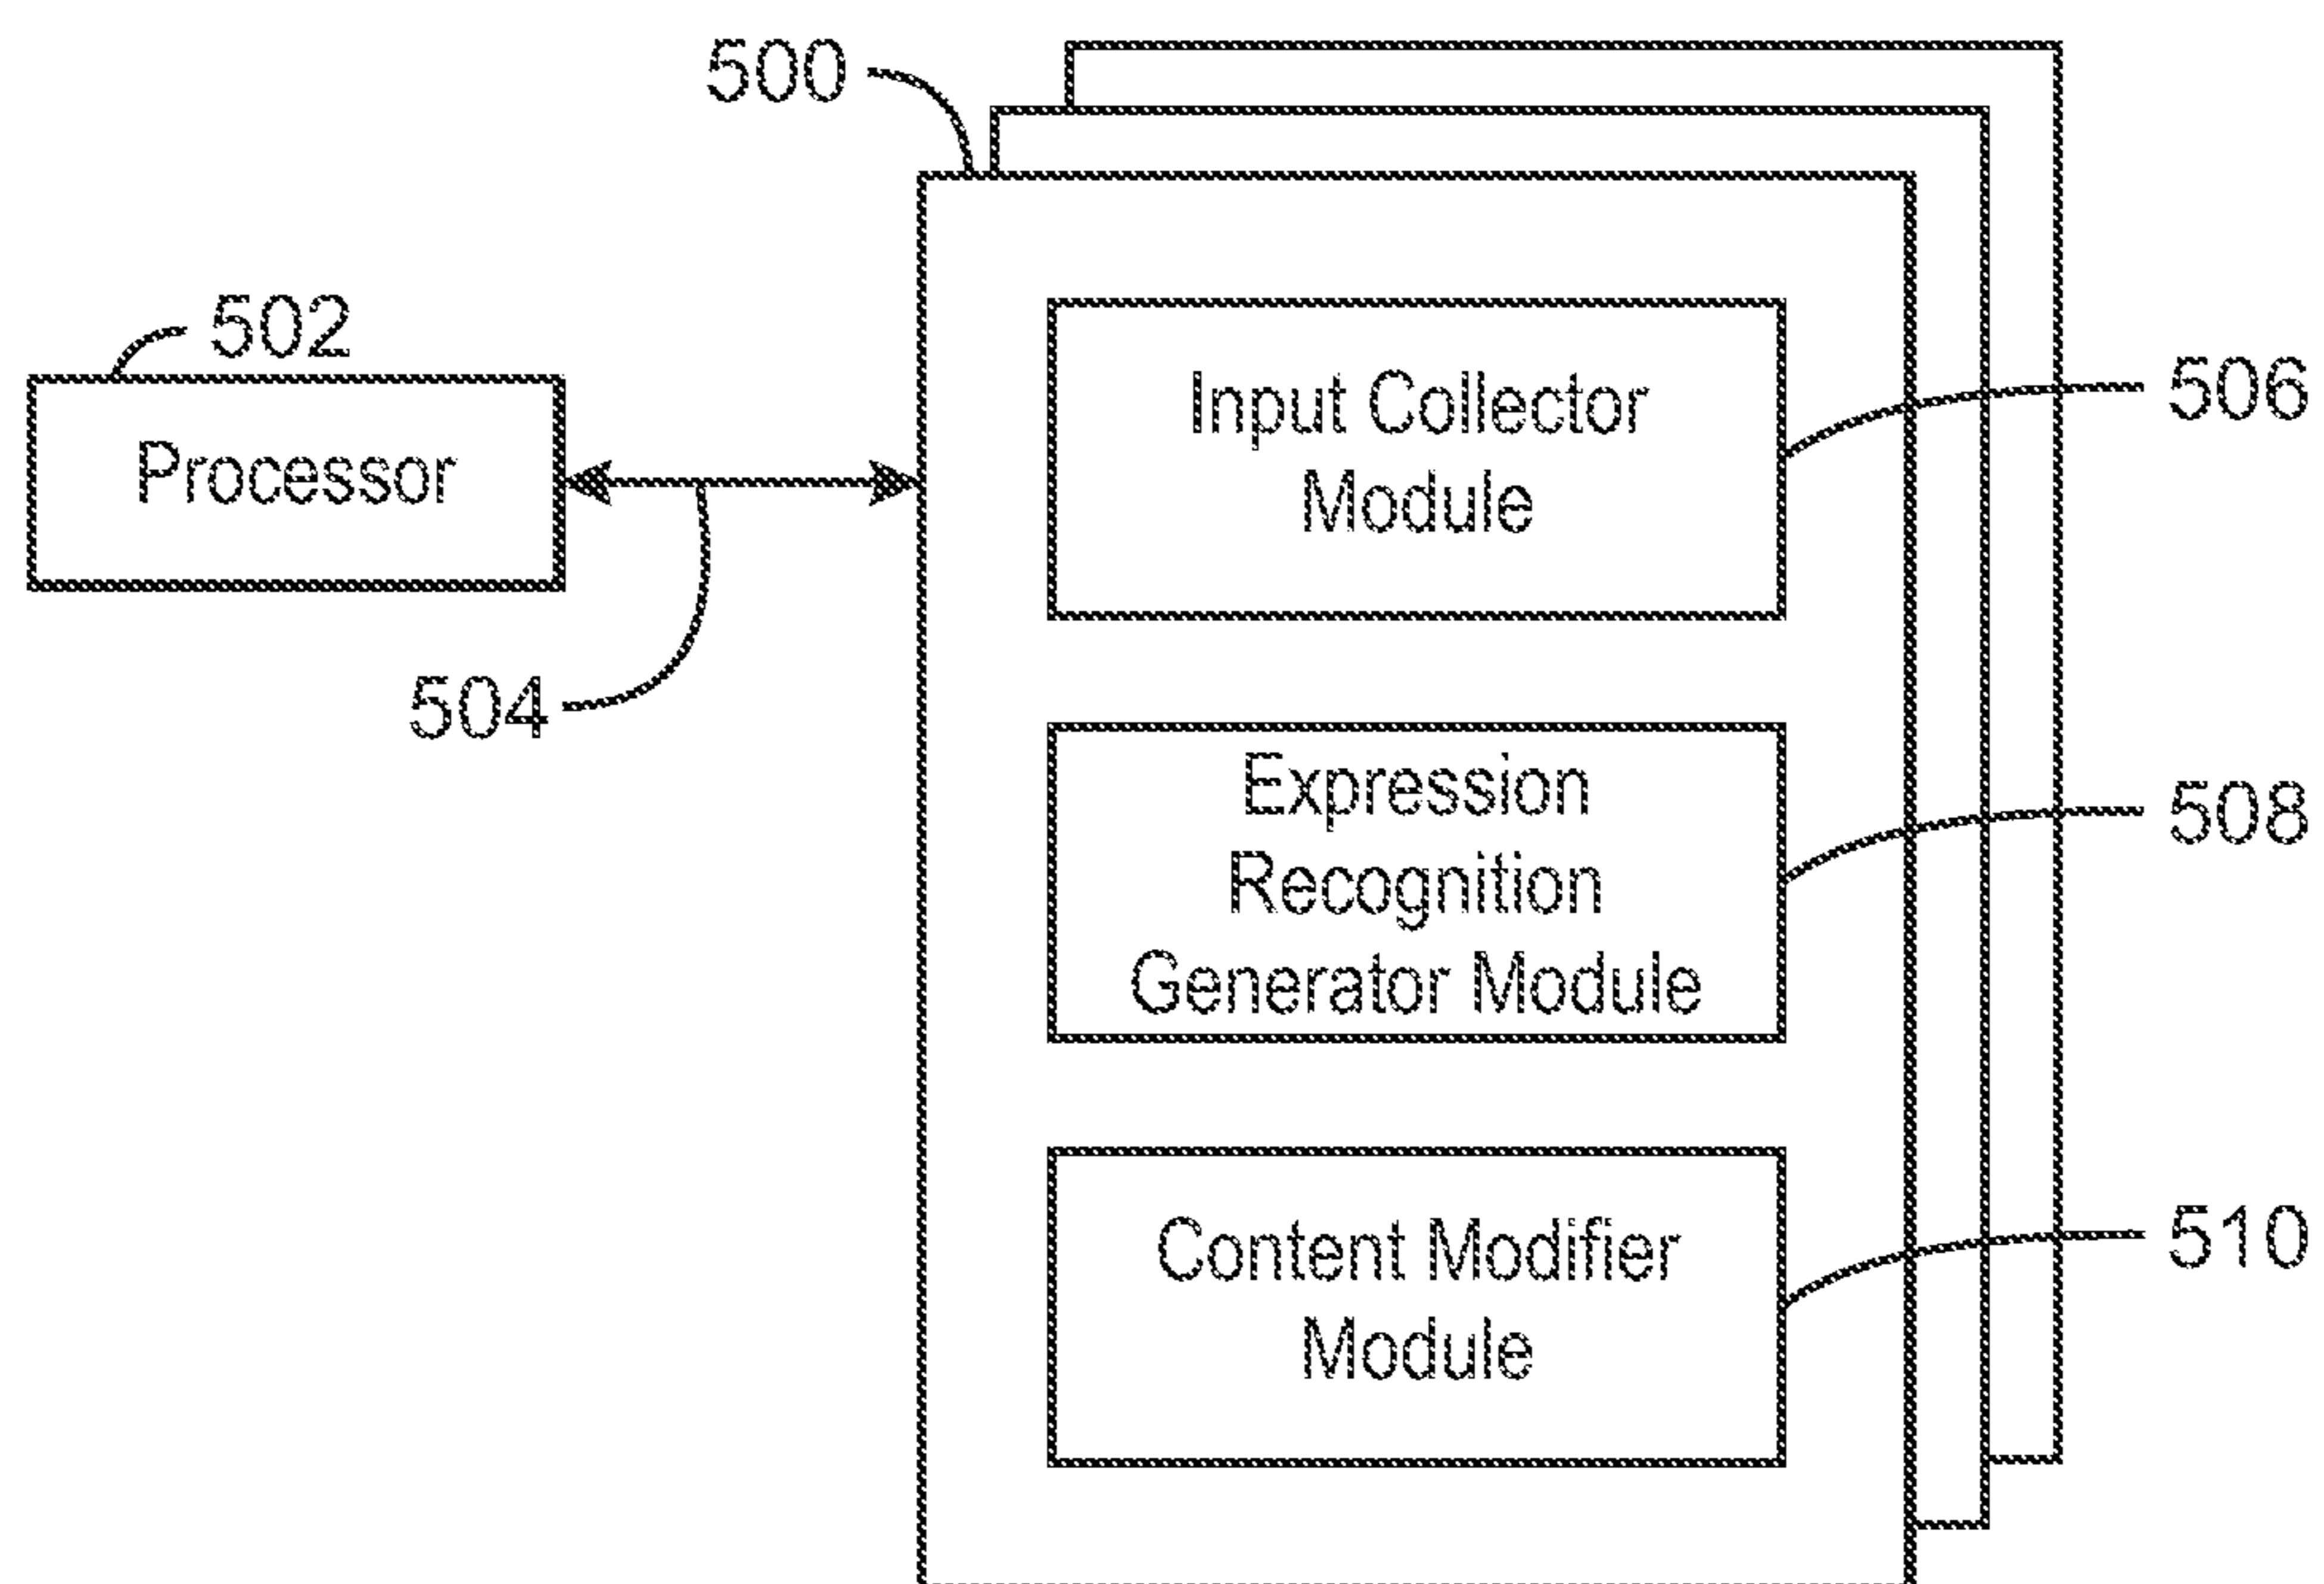 500
502
Processor
504
Input Collector
Module
506
Expression
Recognition
Generator Module
508
Content Modifier
Module
510